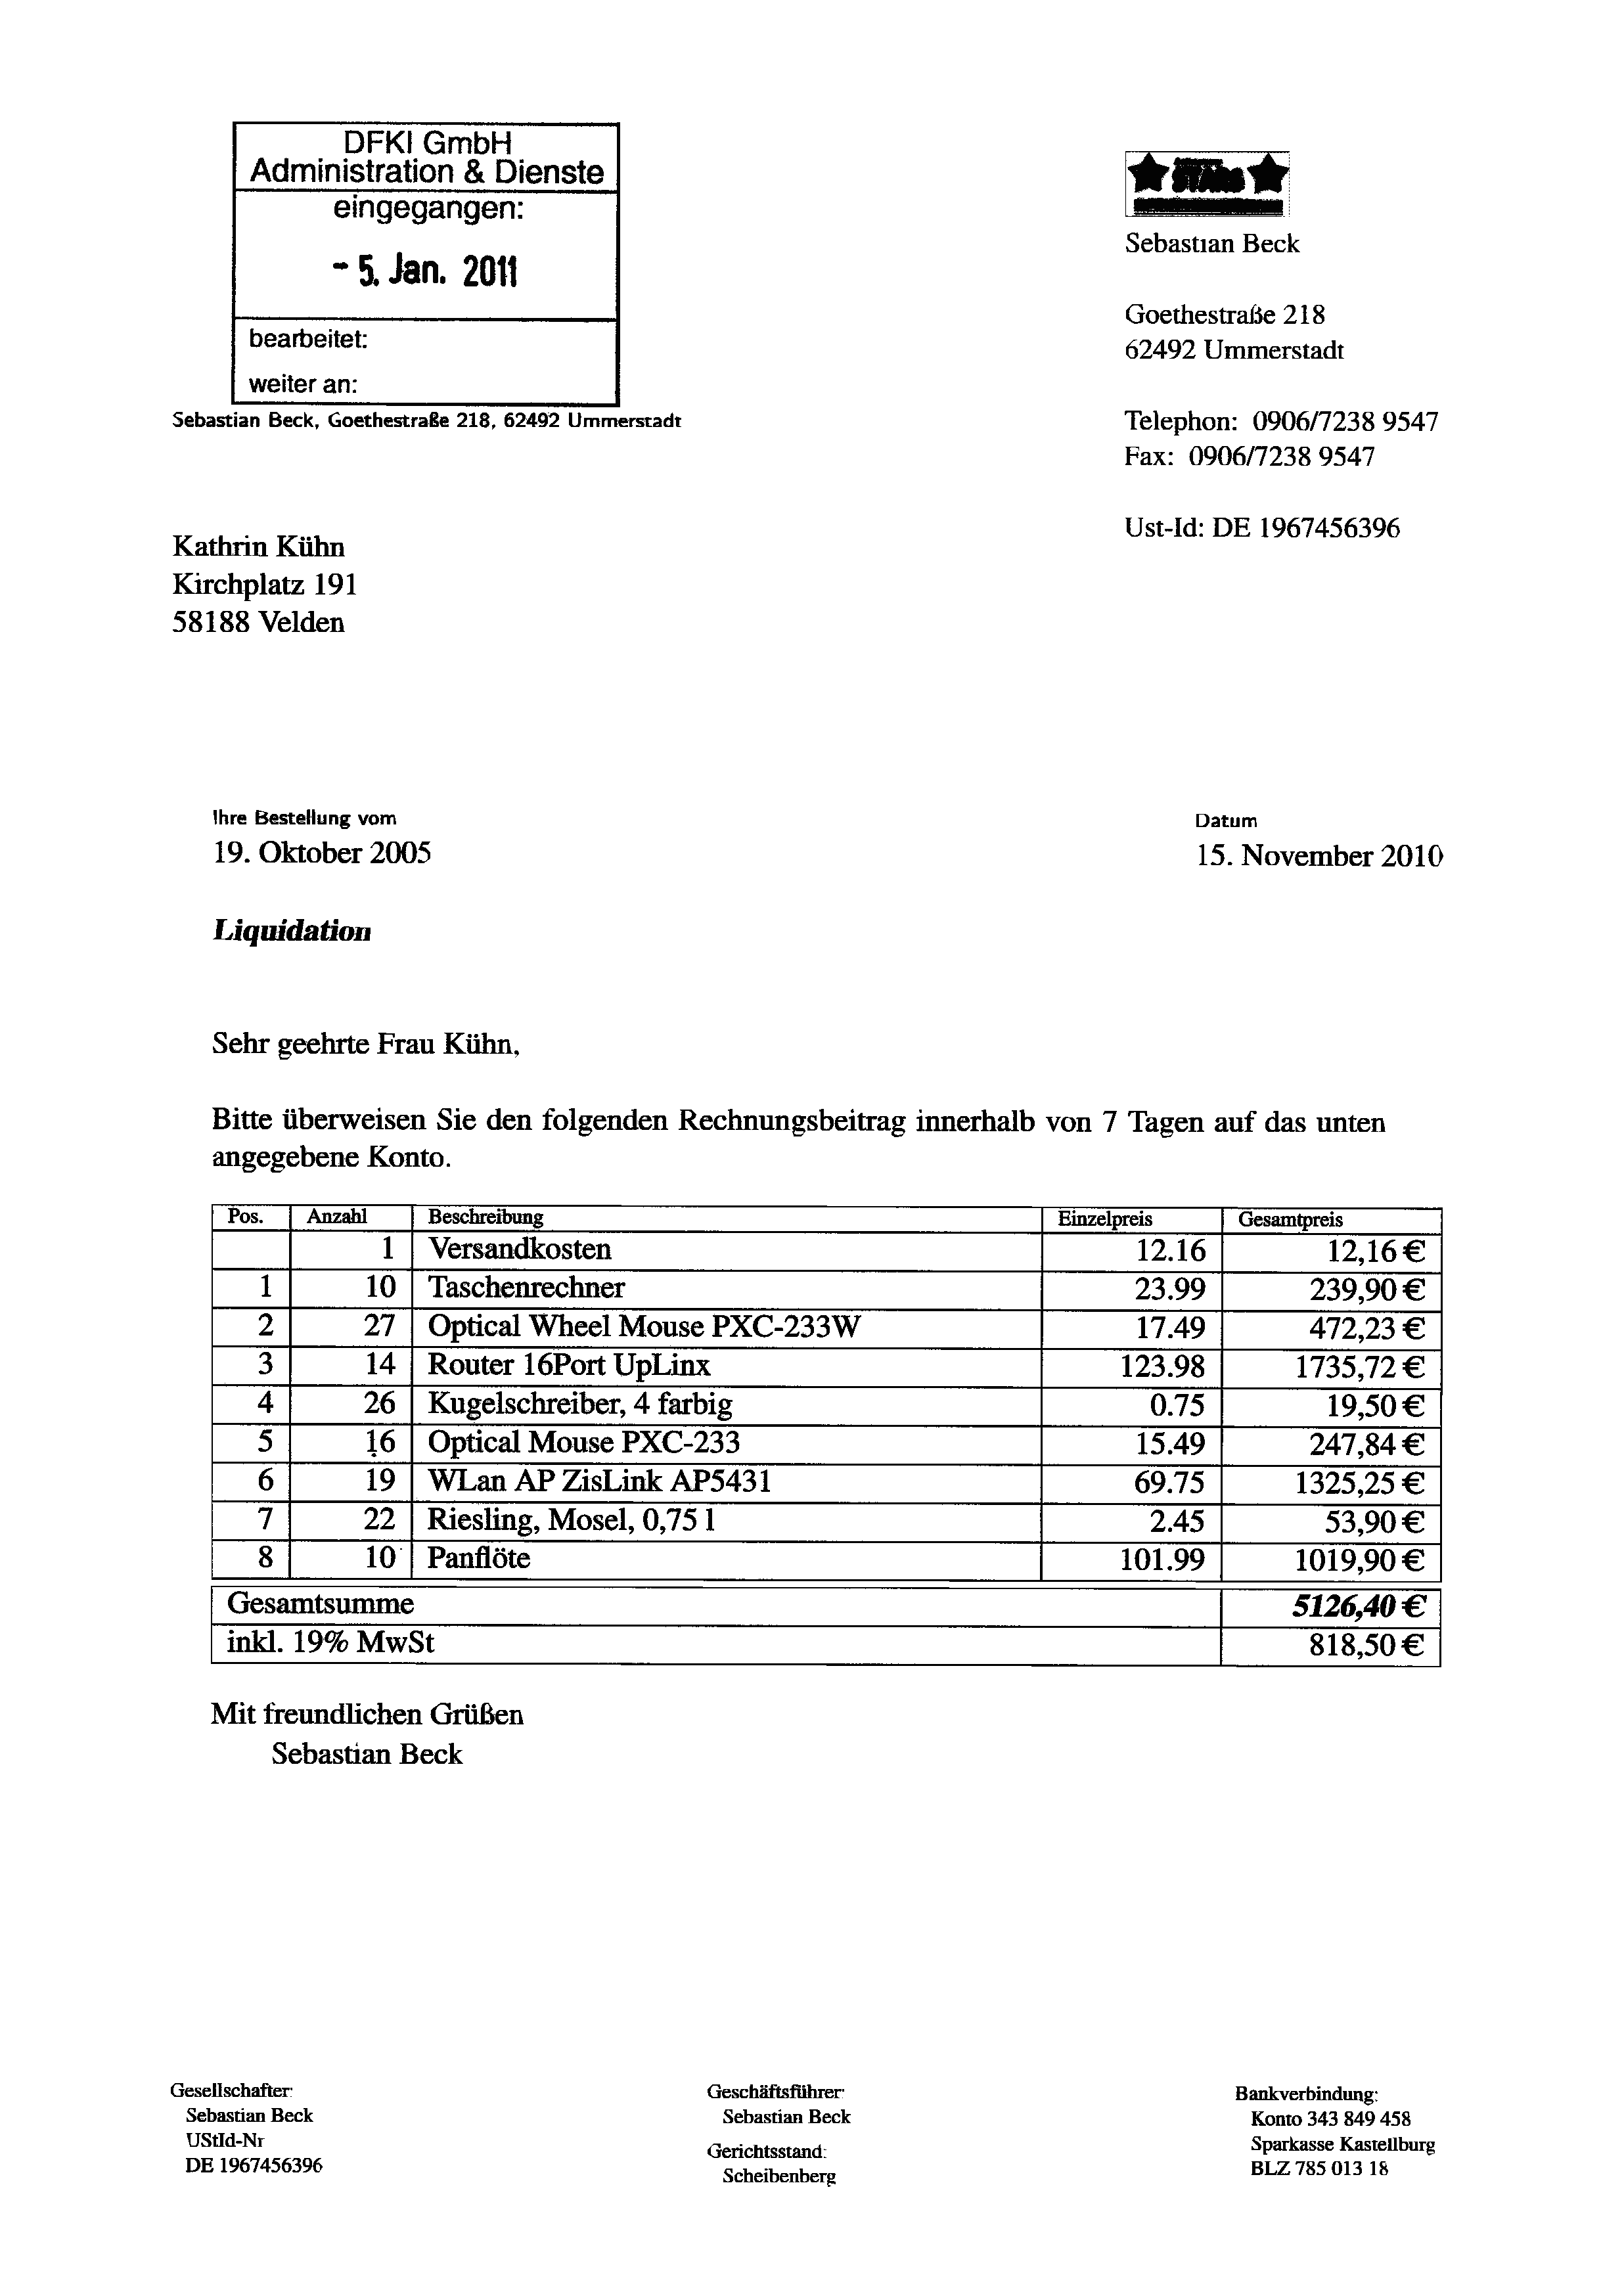 DFKI GmbH
Administration & Dienste
eingegangen:
- 5. Jan. 2011
bearbeitet:
weiter an:
STARS
Sebastian Beck
Goethestraße 218
62492 Ummerstadt
Telephon: 0906/7238 9547
Fax: 0906/7238 9547
Ust-Id: DE 1967456396
Sebastian Beck, Goethestraße 218, 62492 Ummerstadt
Kathrin Kühn
Kirchplatz 191
58188 Velden
Ihre Bestellung vom
19. Oktober 2005
Datum
15. November 2010
Liquidation
Sehr geehrte Frau Kühn,
Bitte überweisen Sie den folgenden Rechnungsbeitrag innerhalb von 7 Tagen auf das unten
angegebene Konto.
Pos. Anzahl Beschreibung Einzelpreis Gesamtpreis
1 Versandkosten 12.16 12,16 €
1 10 Taschenrechner 23.99 239,90 €
2 27 Optical Wheel Mouse PXC-233W 17.49 472,23 €
3 14 Router 16Port UpLinx 123.98 1735,72 €
4 26 Kugelschreiber, 4 farbig 0.75 19,50 €
5 16 Optical Mouse PXC-233 15.49 247,84 €
6 19 WLan AP ZisLink AP5431 69.75 1325,25 €
7 22 Riesling, Mosel, 0,75 l 2.45 53,90 €
8 10 Panflöte 101.99 1019,90 €
Gesamtsumme 5126,40 €
inkl. 19% MwSt 818,50 €
Mit freundlichen Grüßen
Sebastian Beck
Gesellschafter:
Sebastian Beck
UStId-Nr
DE 1967456396
Geschäftsführer:
Sebastian Beck
Gerichtsstand:
Scheibenberg
Bankverbindung:
Konto 343 849 458
Sparkasse Kastellburg
BLZ 785 013 18